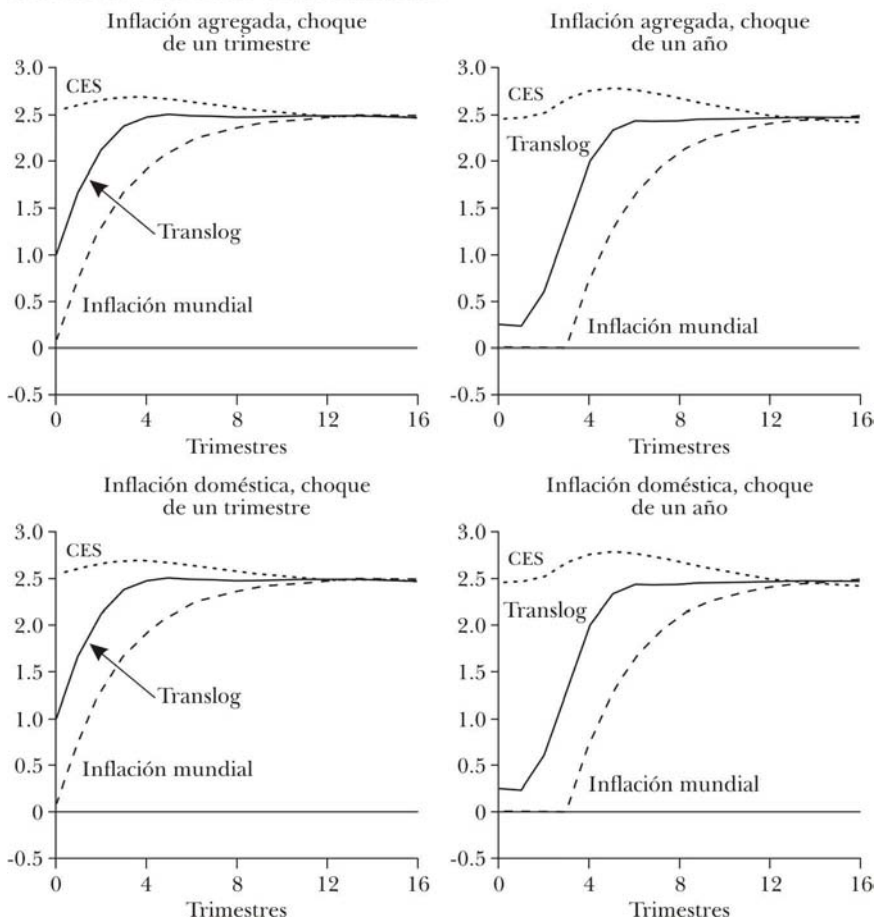 Inflación agregada, choque
de un trimestre
3.0
2.5
2.0
1.5
1.0
0.5
0
-0.5
CES
Translog
Inflación mundial
0 4 8 12 16
Trimestres
Inflación agregada, choque
de un año
3.0
2.5
2.0
1.5
1.0
0.5
0
-0.5
CES
Translog
Inflación mundial
0 4 8 12 16
Trimestres
Inflación doméstica, choque
de un trimestre
3.0
2.5
2.0
1.5
1.0
0.5
0
-0.5
CES
Translog
Inflación mundial
0 4 8 12 16
Trimestres
Inflación doméstica, choque
de un año
3.0
2.5
2.0
1.5
1.0
0.5
0
-0.5
CES
Translog
Inflación mundial
0 4 8 12 16
Trimestres